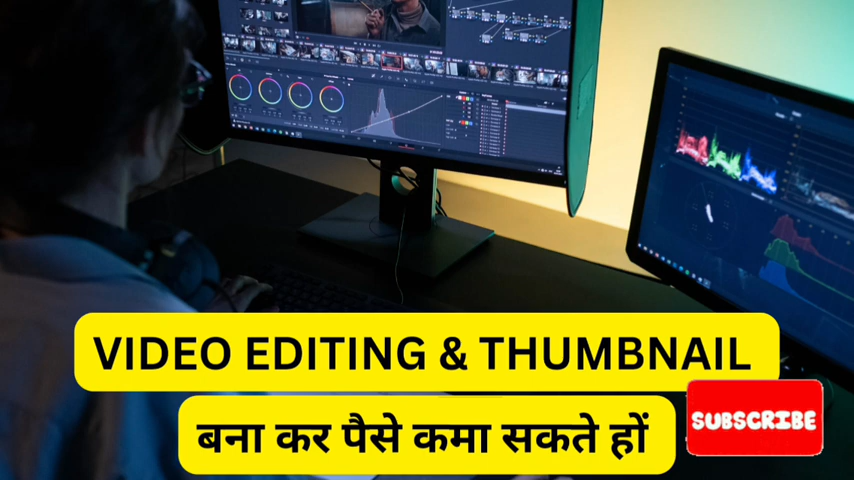 VIDEO EDITING & THUMBNAIL
बना कर पैसे कमा सकते हों
SUBSCRIBE